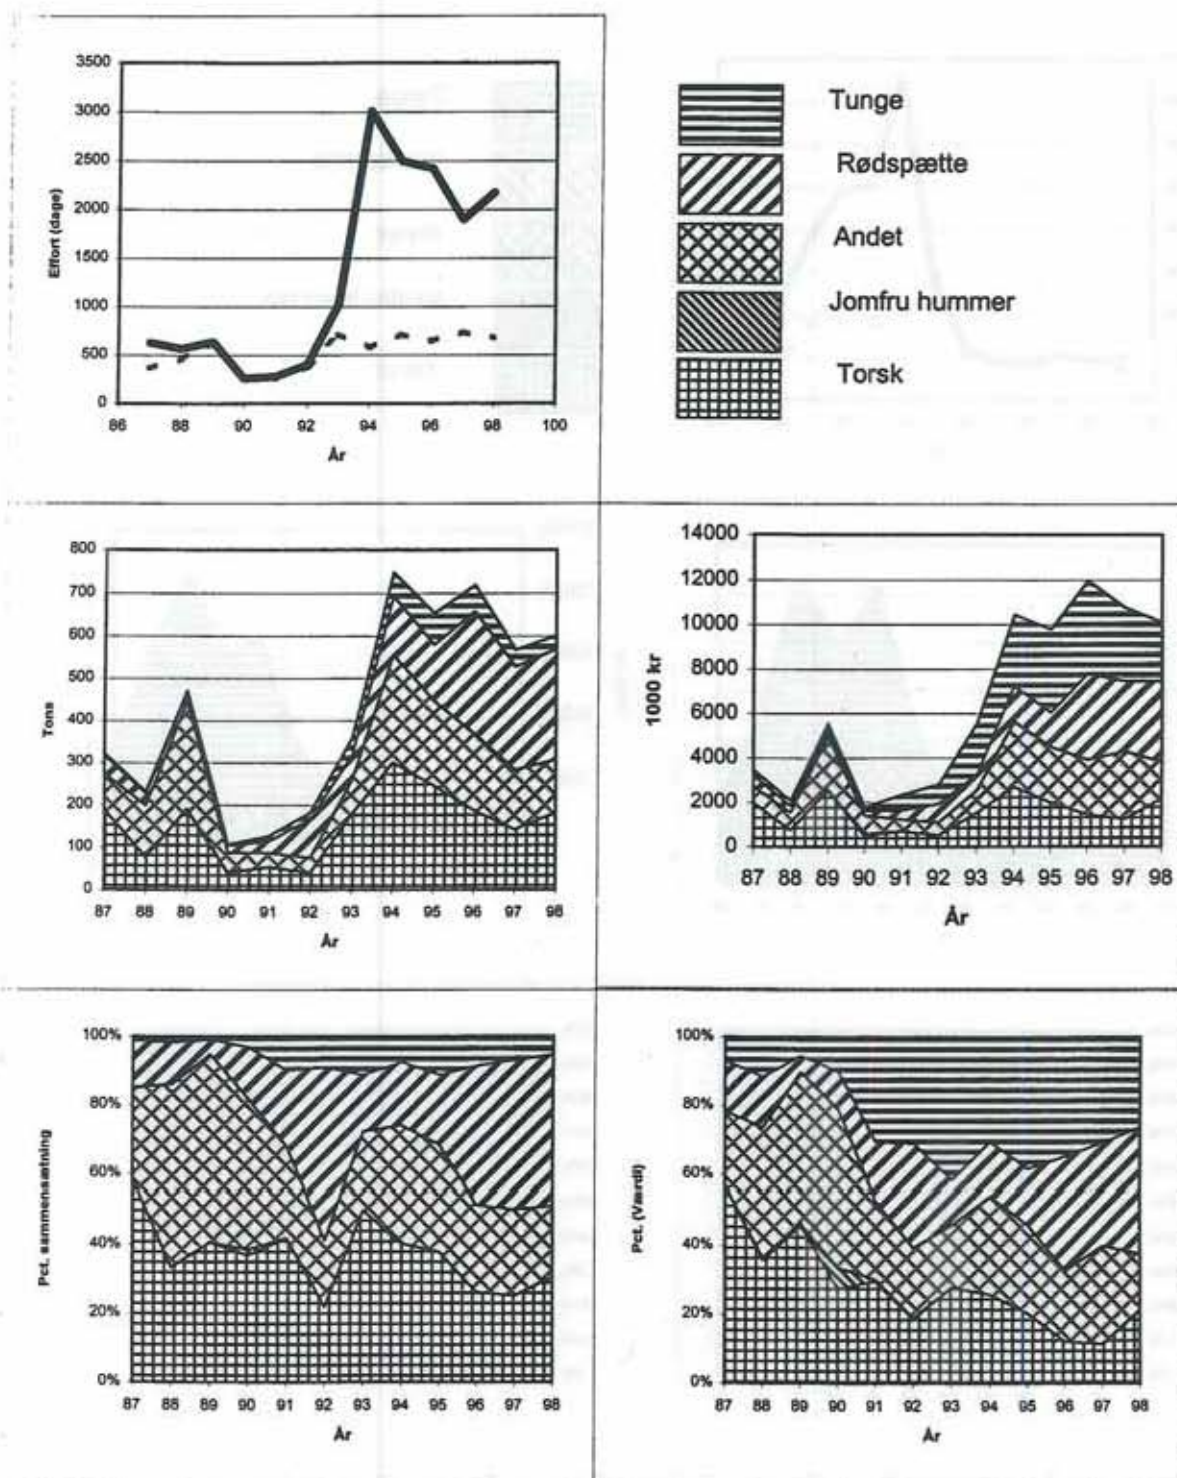 3500
3000
2500
2000
1500
1000
500
0
Effort (dage)
86 88 90 92 94 96 98 100
År
Tunge
Rødspætte
Andet
Jomfru hummer
Torsk
800
700
600
500
400
300
200
100
0
Tons
87 88 89 90 91 92 93 94 95 96 97 98
År
14000
12000
10000
8000
6000
4000
2000
0
1000 kr
87 88 89 90 91 92 93 94 95 96 97 98
År
100%
80%
60%
40%
20%
0%
Pct. sammensætning
87 88 89 90 91 92 93 94 95 96 97 98
År
100%
80%
60%
40%
20%
0%
Pct. (Værdi)
87 88 89 90 91 92 93 94 95 96 97 98
År